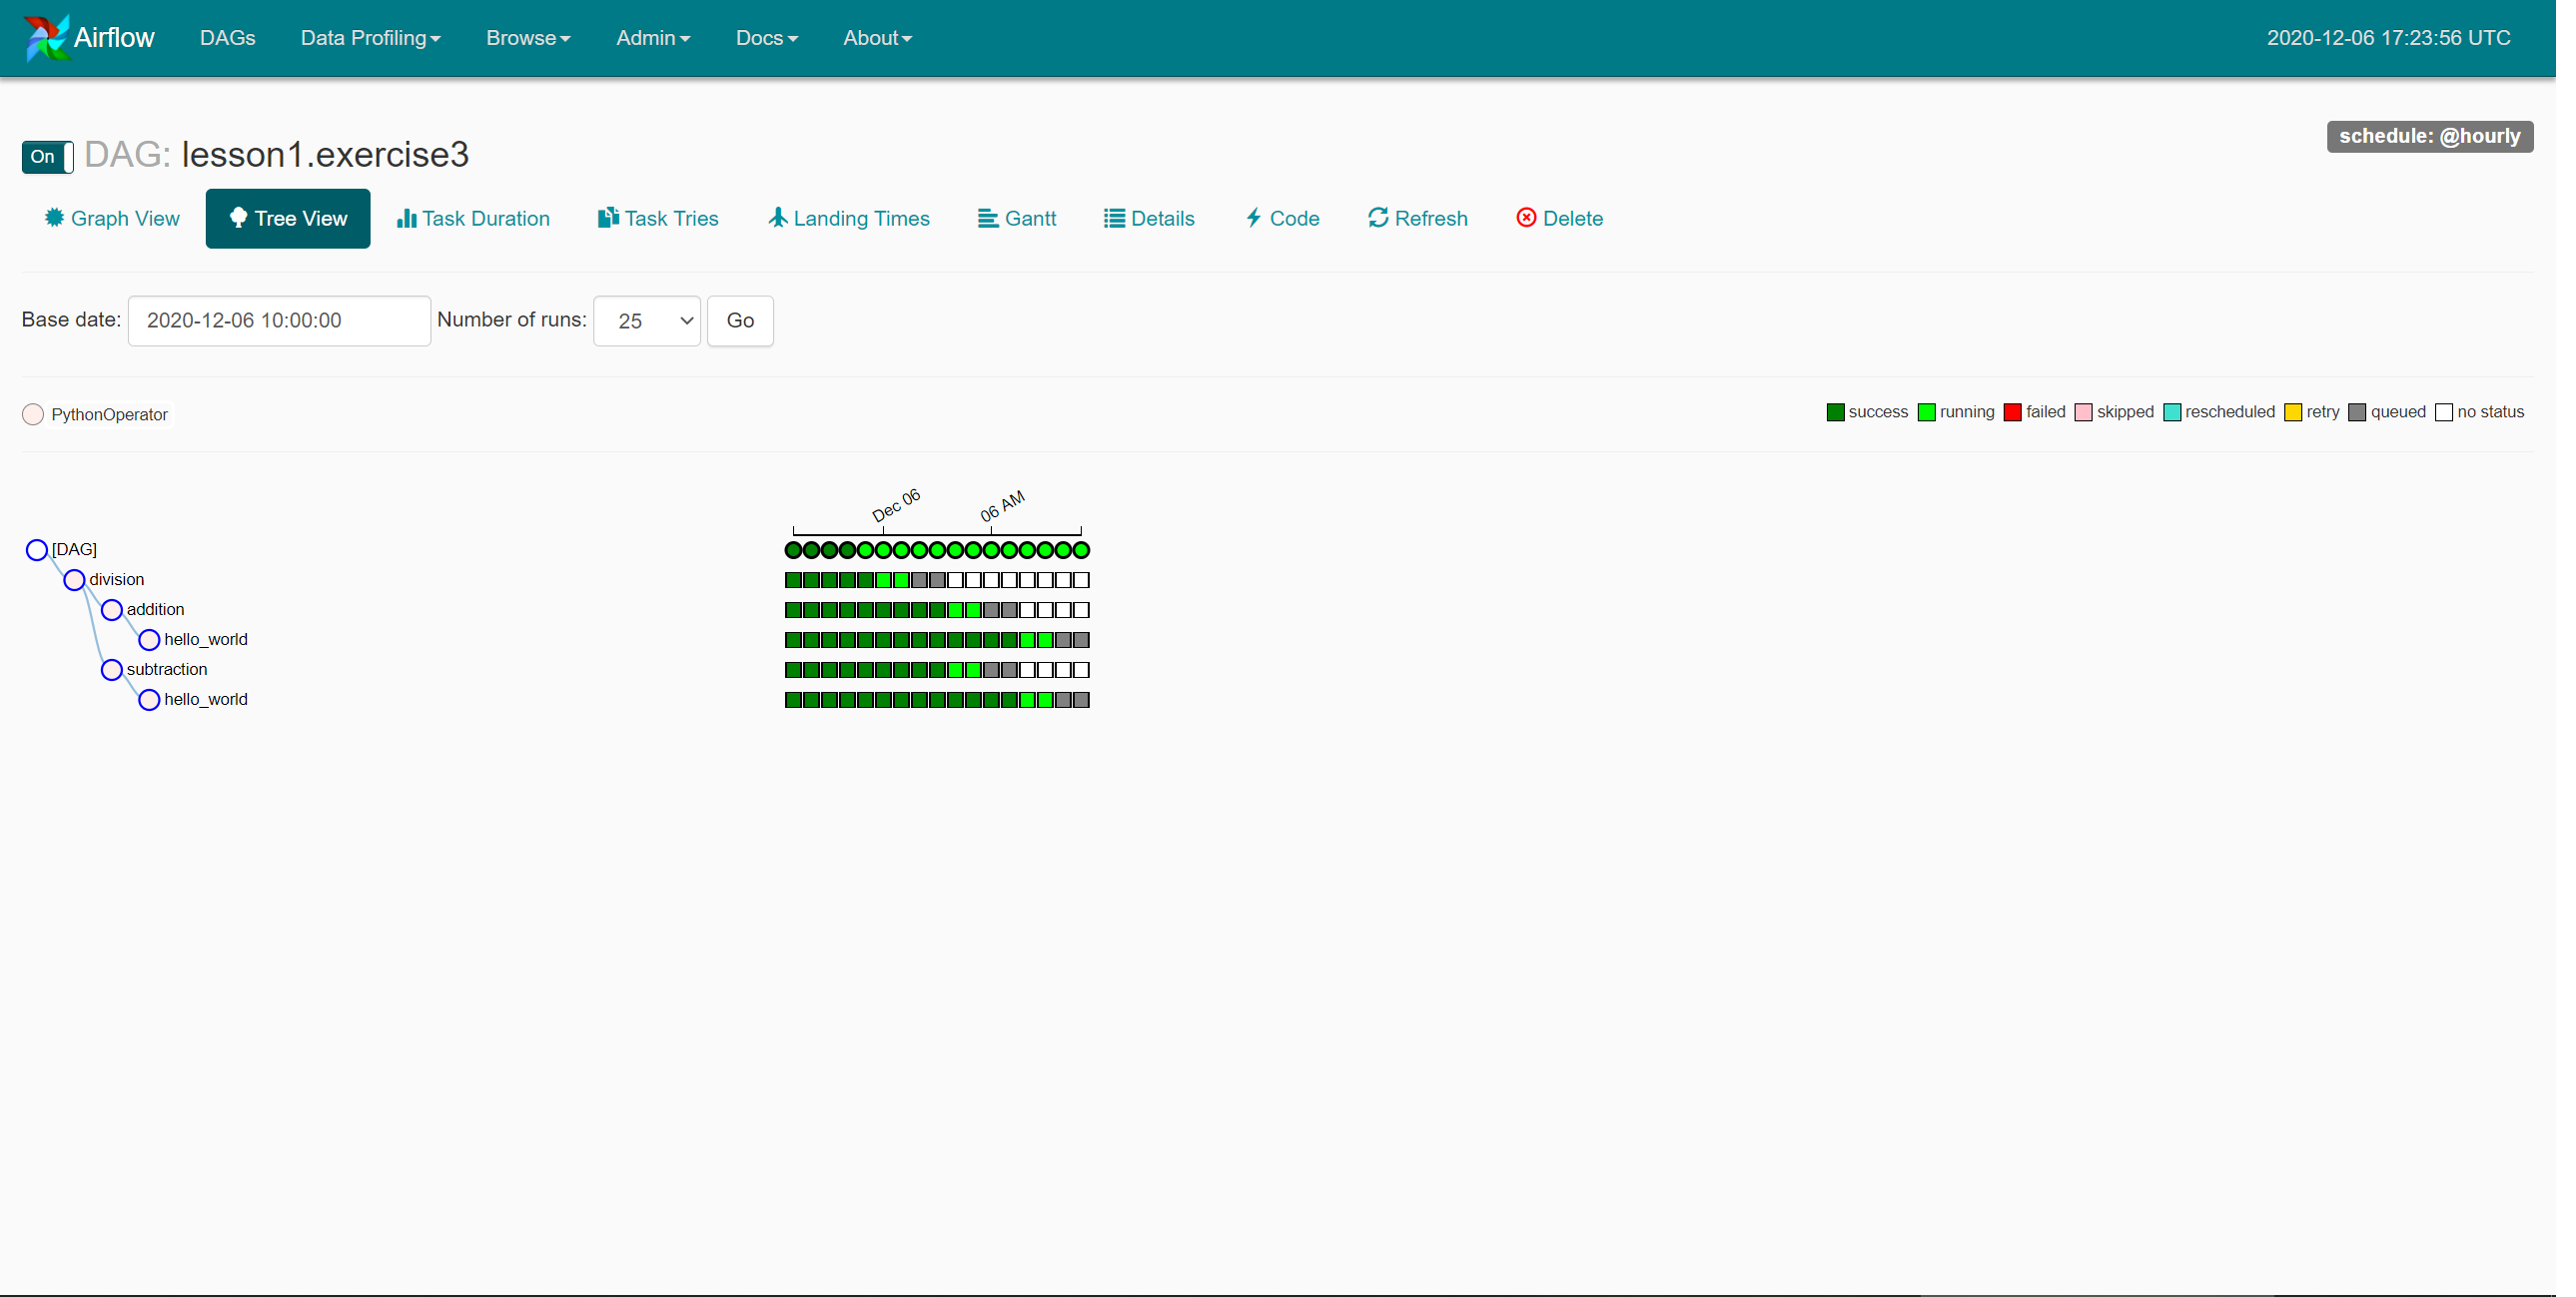 Airflow DAGs Data Profiling Browse Admin Docs About 2020-12-06 17:23:56 UTC
schedule: @hourly
On DAG: lesson1.exercise3
Graph View Tree View Task Duration Task Tries Landing Times Gantt Details Code Refresh Delete
Base date: 2020-12-06 10:00:00 Number of runs: 25 Go
PythonOperator success running failed skipped rescheduled retry queued no status
Dec 06 06 AM
[DAG]
division
addition
hello_world
subtraction
hello_world